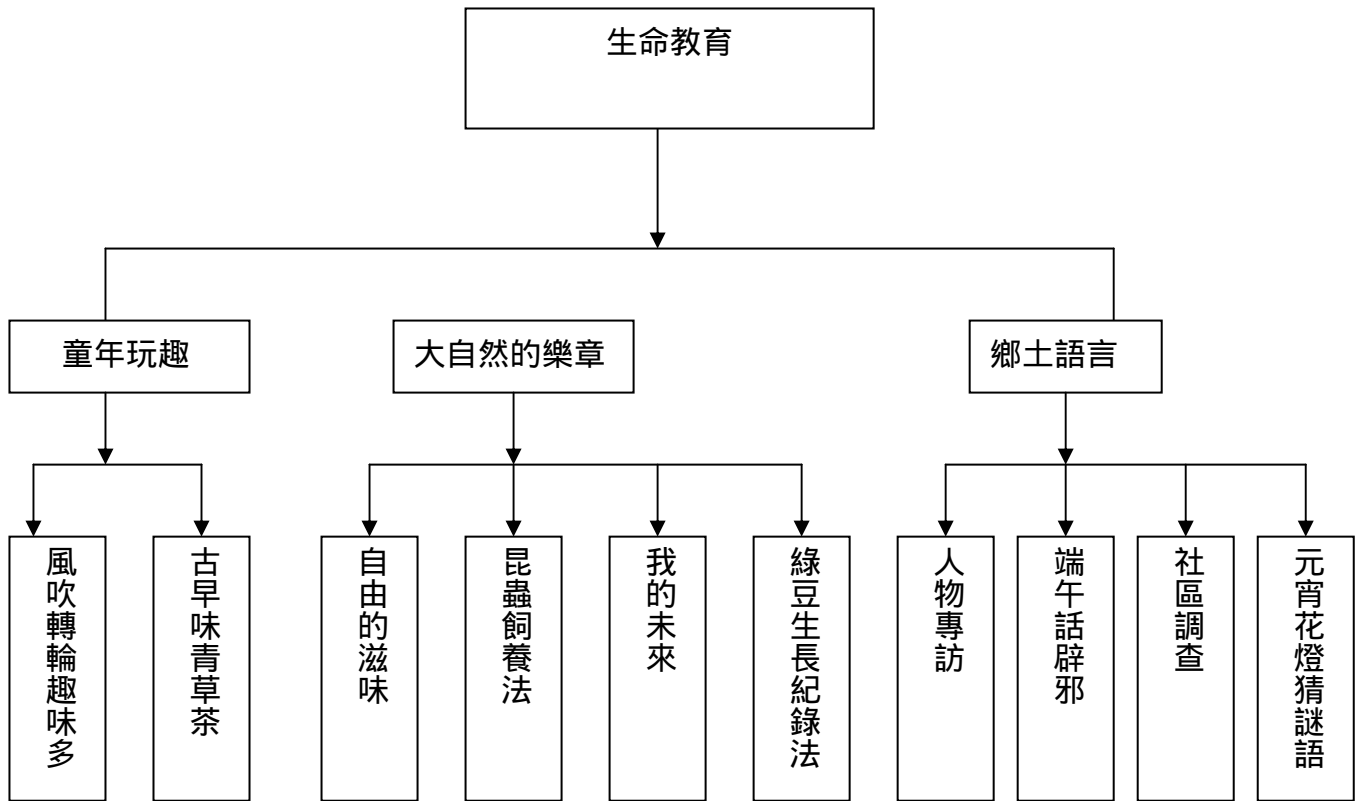 生命教育
童年玩趣
大自然的樂章
鄉土語言
風吹轉輪趣味多
古早味青草茶
自由的滋味
昆蟲飼養法
我的未來
綠豆生長紀錄法
人物專訪
端午話辟邪
社區調查
元宵花燈猜謎語